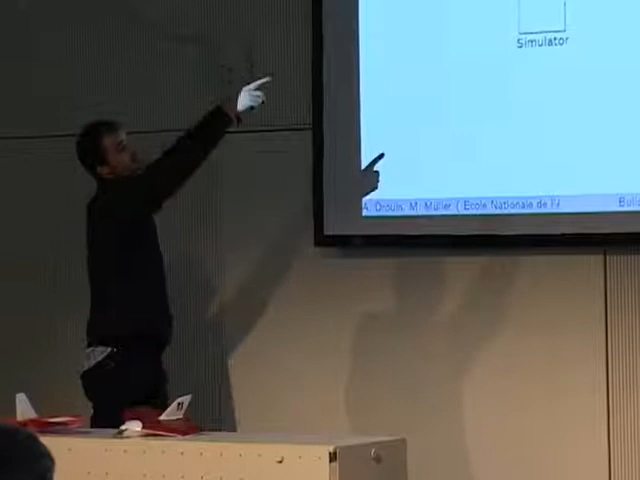 Simulator
A. Drouin, M. Muller (Ecole Nationale de l'